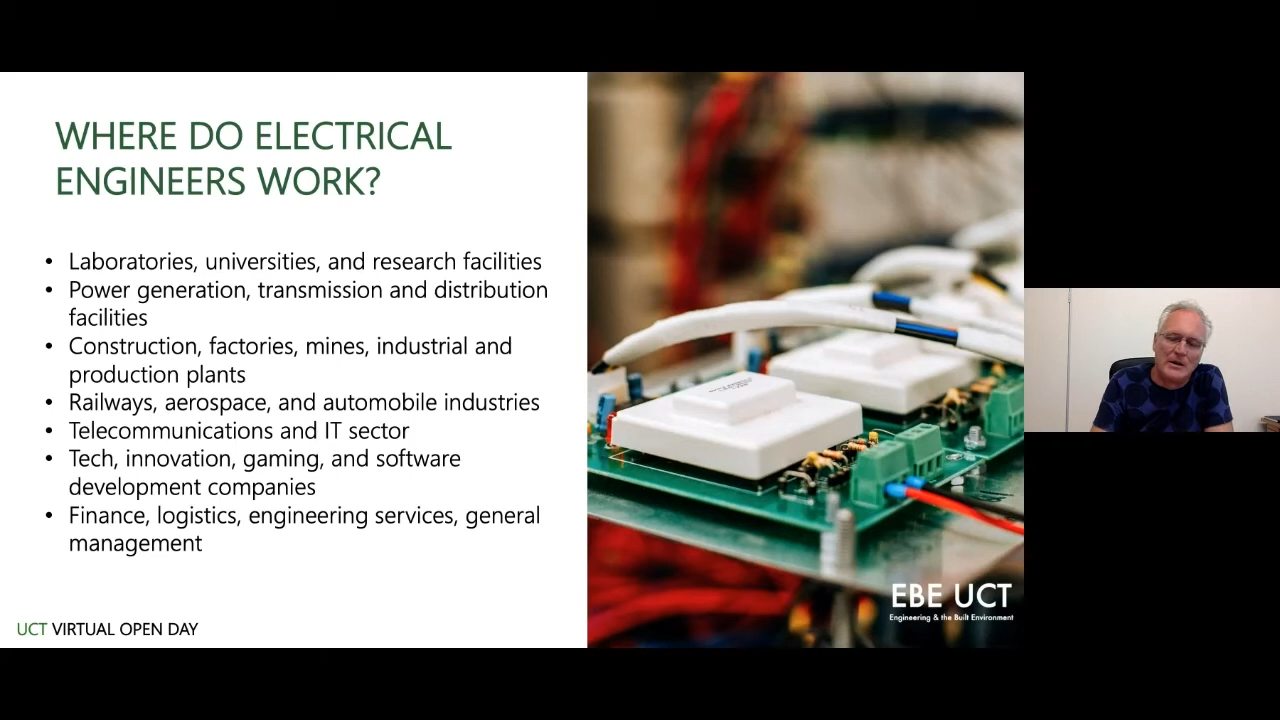 WHERE DO ELECTRICAL
ENGINEERS WORK?
• Laboratories, universities, and research facilities
• Power generation, transmission and distribution
facilities
• Construction, factories, mines, industrial and
production plants
• Railways, aerospace, and automobile industries
• Telecommunications and IT sector
• Tech, innovation, gaming, and software
development companies
• Finance, logistics, engineering services, general
management
UCT VIRTUAL OPEN DAY
EBE UCT
Engineering & the Built Environment